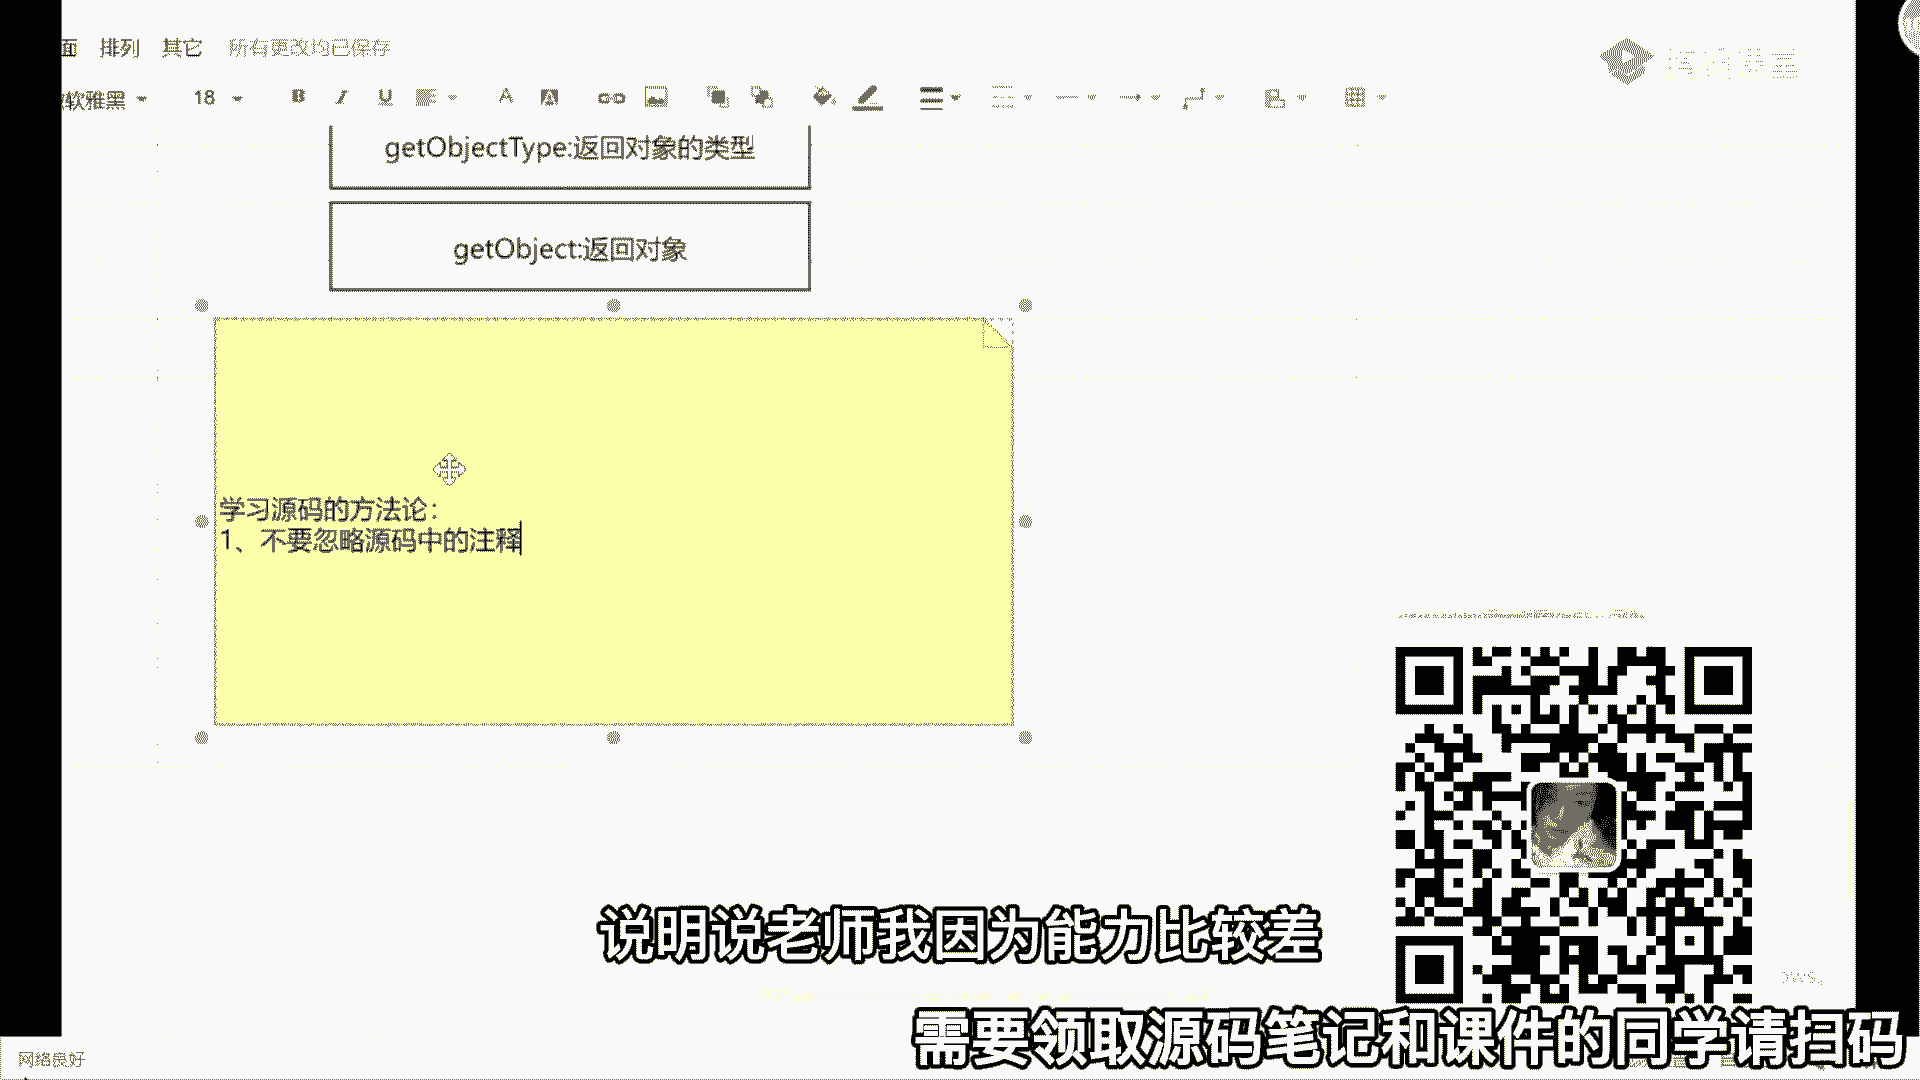 面 排列 其它 所有更改均已保存
软雅黑 18 B I U A A
getObjectType:返回对象的类型
getObject:返回对象
学习源码的方法论：
1、不要忽略源码中的注释
说明说老师我因为能力比较差
需要领取源码笔记和课件的同学请扫码
网络良好